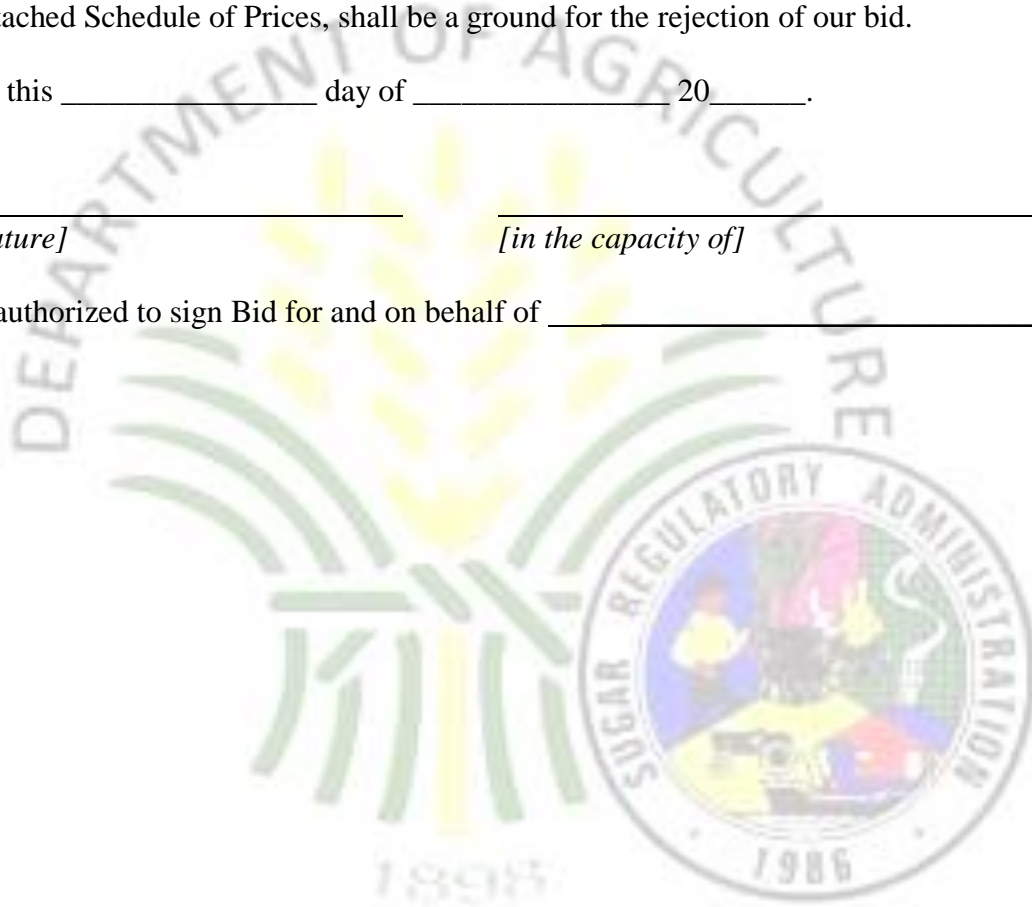 tached Schedule of Prices, shall be a ground for the rejection of our bid.
this ________________ day of ________________ 20______.
ature] [in the capacity of]
authorized to sign Bid for and on behalf of ______________________________
DEPARTMENT OF AGRICULTURE
SUGAR REGULATORY ADMINISTRATION
1986
1898